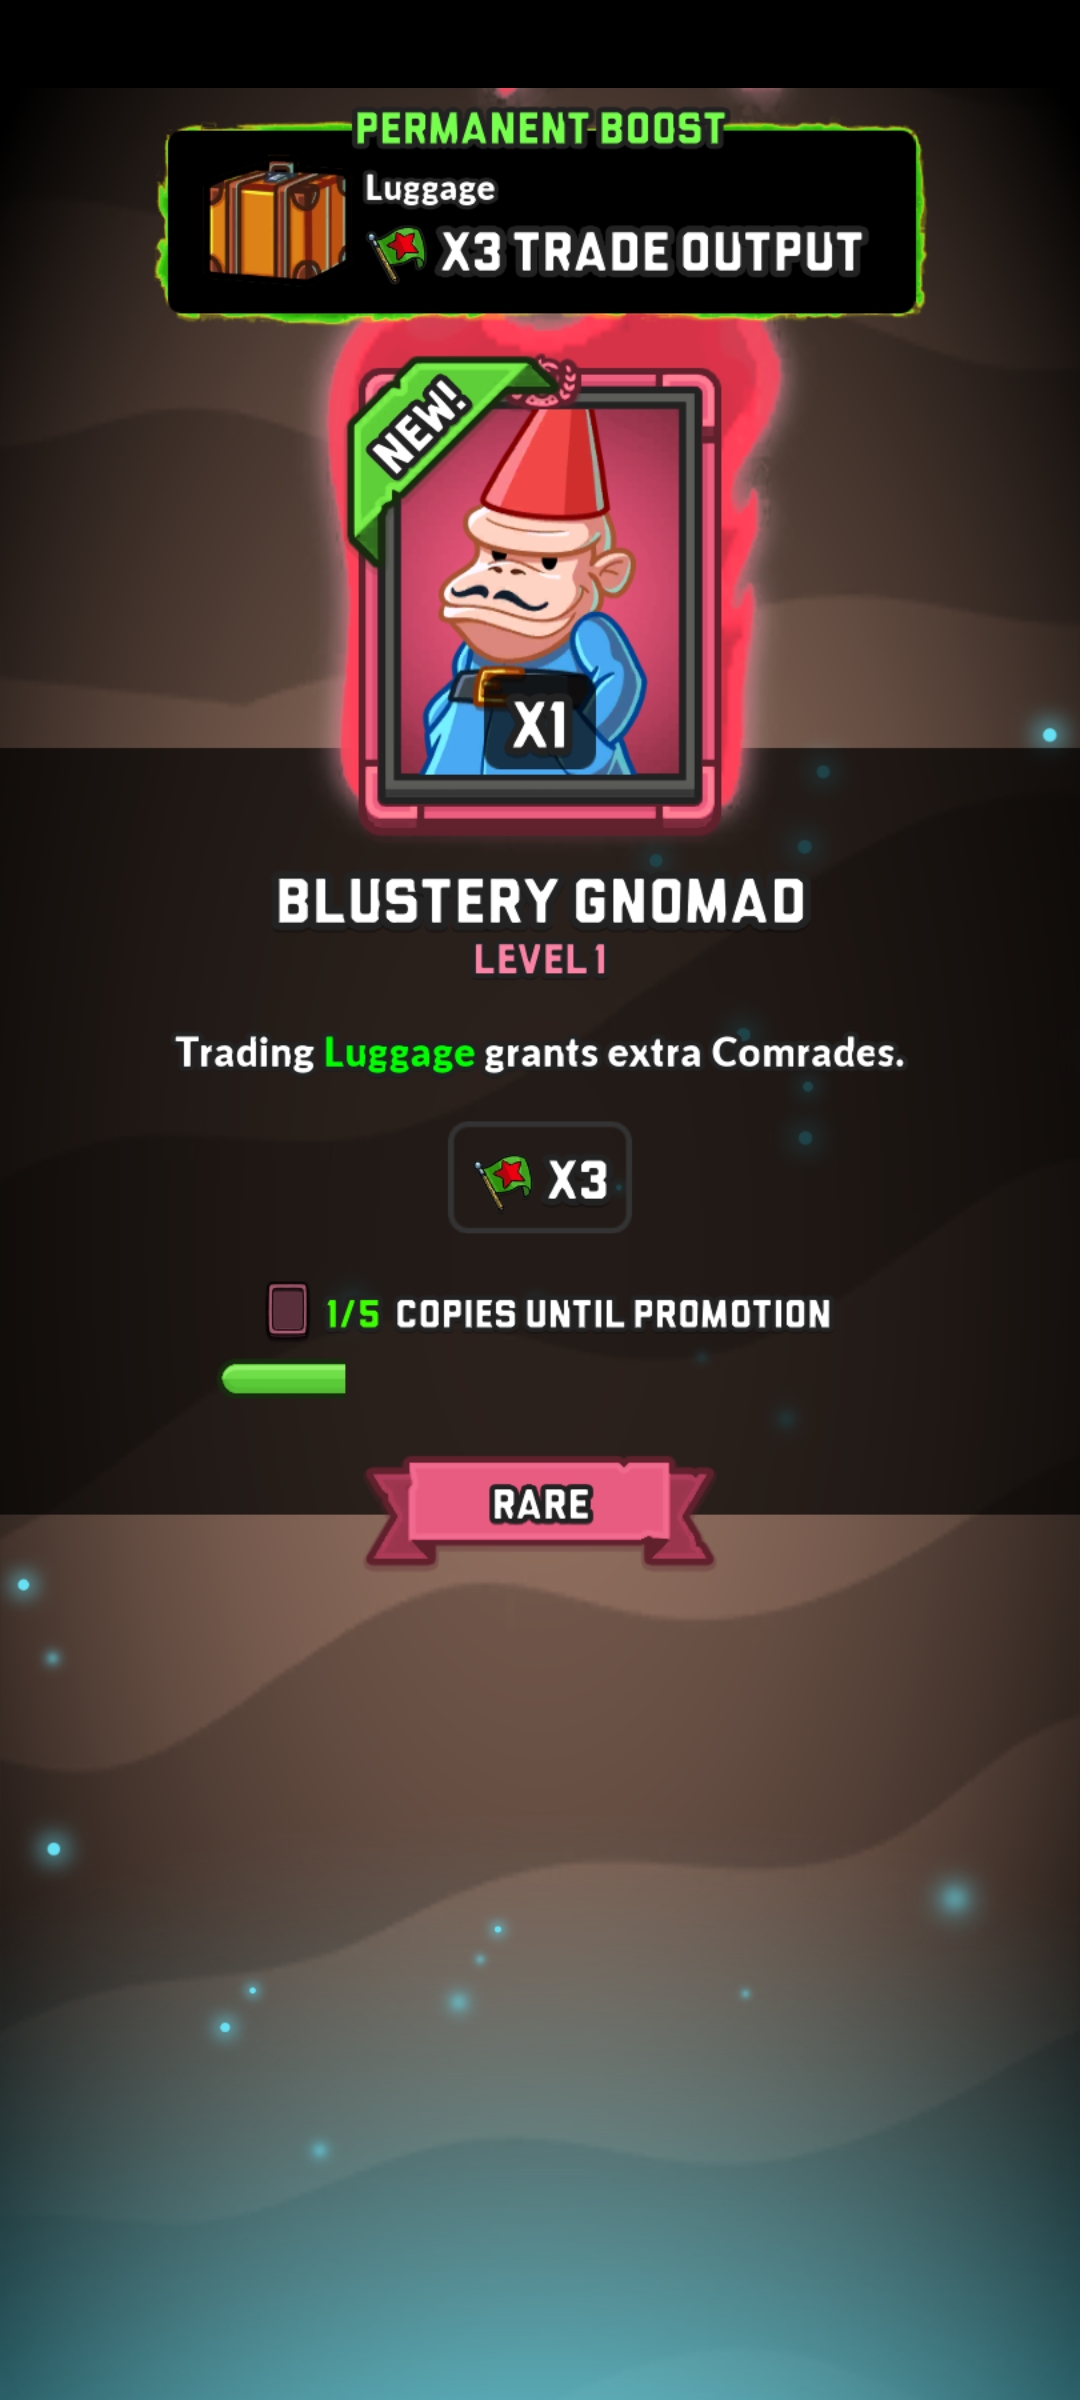 PERMANENT BOOST
Luggage
X3 TRADE OUTPUT
NEW!
X1
BLUSTERY GNOMAD
LEVEL 1
Trading Luggage grants extra Comrades.
X3
1/5 COPIES UNTIL PROMOTION
RARE